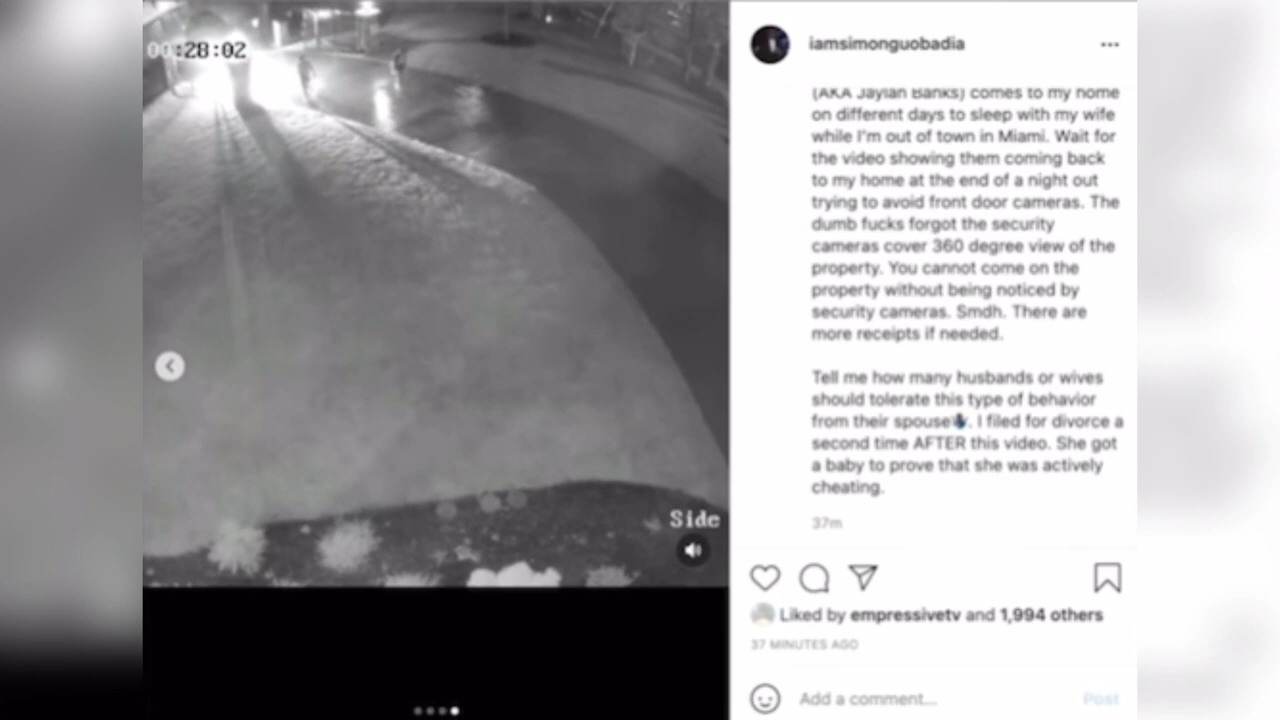 00:28:02
Side
iamsimonguobadia
(AKA Jaylan Banks) comes to my home
on different days to sleep with my wife
while I'm out of town in Miami. Wait for
the video showing them coming back
to my home at the end of a night out
trying to avoid front door cameras. The
dumb fucks forgot the security
cameras cover 360 degree view of the
property. You cannot come on the
property without being noticed by
security cameras. Smdh. There are
more receipts if needed.
Tell me how many husbands or wives
should tolerate this type of behavior
from their spouse. I filed for divorce a
second time AFTER this video. She got
a baby to prove that she was actively
cheating.
37m
Liked by empressivetv and 1,994 others
37 MINUTES AGO
Add a comment... Post